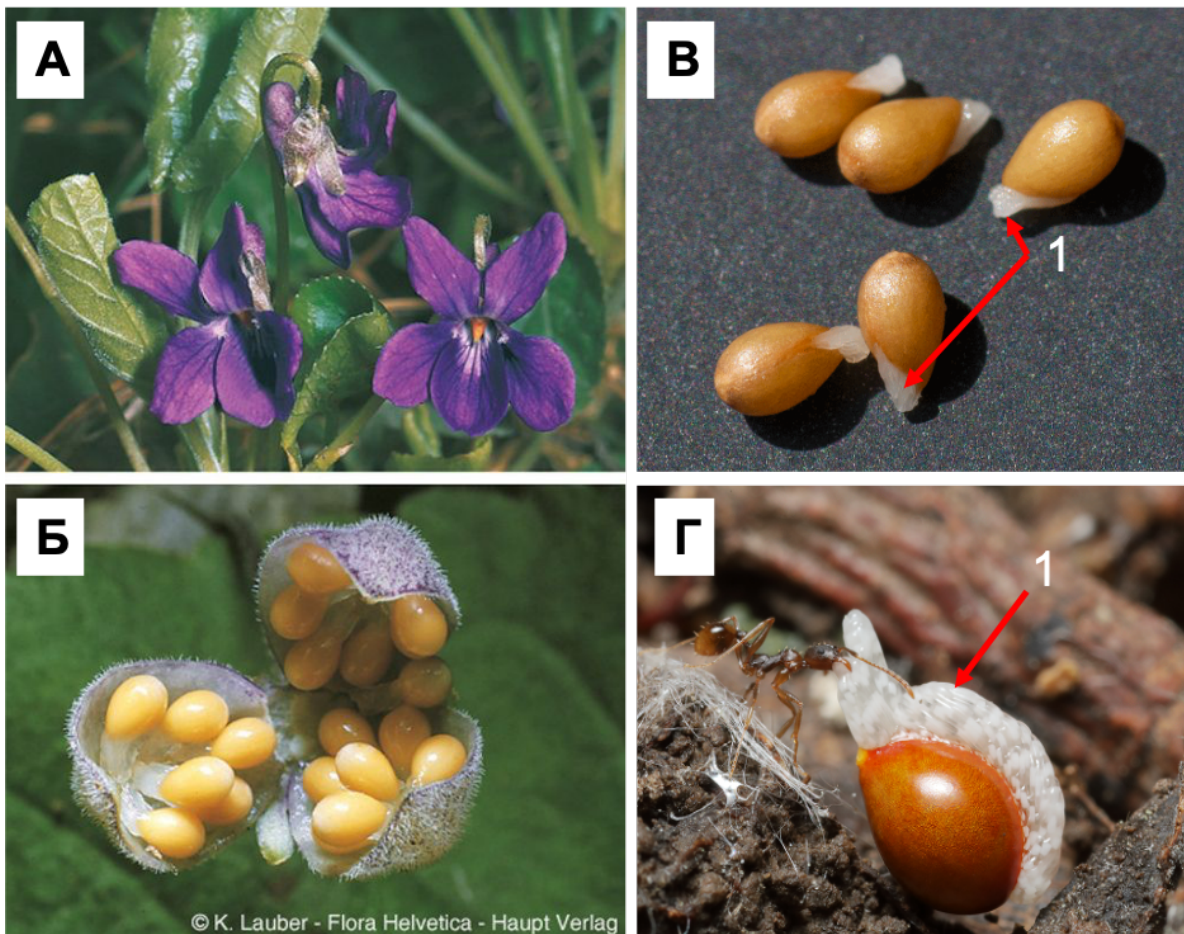 А
В
1
Б
Г
1
© K. Lauber - Flora Helvetica - Haupt Verlag